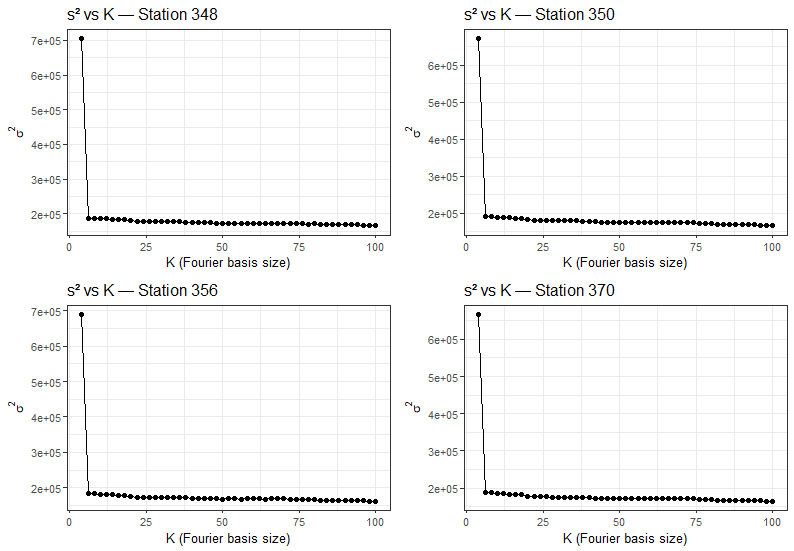 s² vs K — Station 348
7e+05
6e+05
5e+05
4e+05
3e+05
2e+05
σ²
0 25 50 75 100
K (Fourier basis size)
s² vs K — Station 350
6e+05
5e+05
4e+05
3e+05
2e+05
σ²
0 25 50 75 100
K (Fourier basis size)
s² vs K — Station 356
7e+05
6e+05
5e+05
4e+05
3e+05
2e+05
σ²
0 25 50 75 100
K (Fourier basis size)
s² vs K — Station 370
6e+05
5e+05
4e+05
3e+05
2e+05
σ²
0 25 50 75 100
K (Fourier basis size)